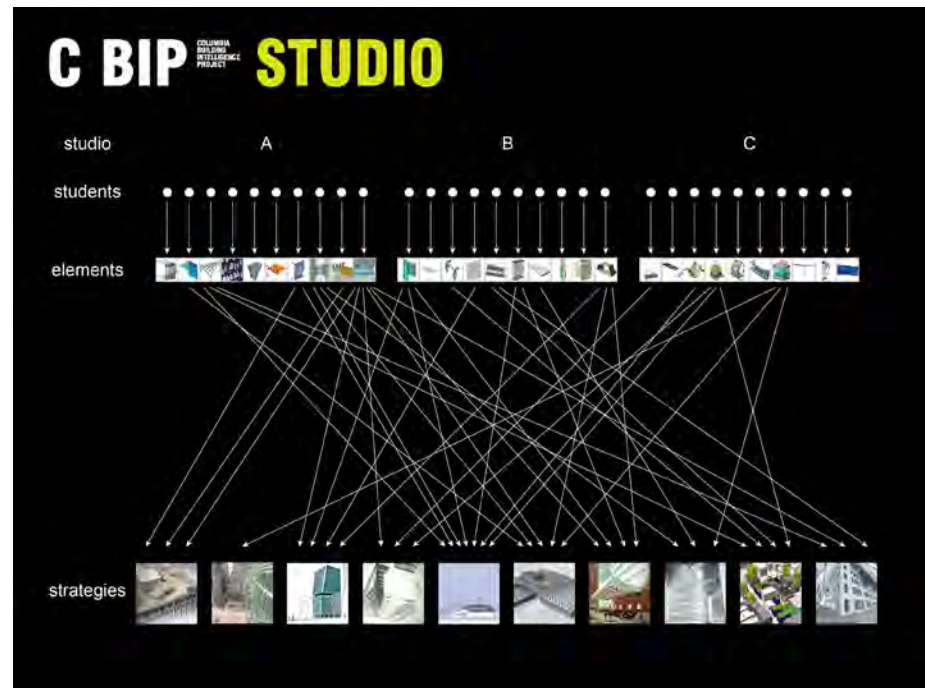 C BIP COLUMBIA BUILDING INTELLIGENCE PROJECT STUDIO
studio A B C
students
elements
strategies